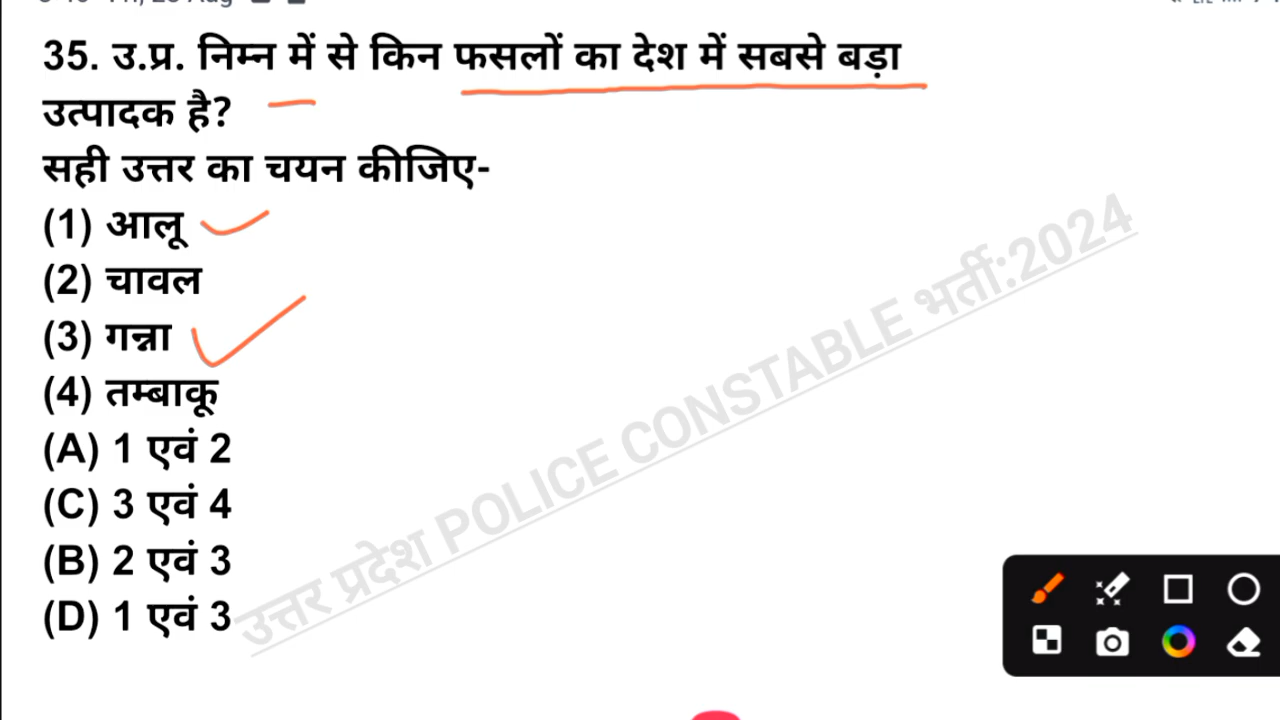 35. उ.प्र. निम्न में से किन फसलों का देश में सबसे बड़ा
उत्पादक है?
सही उत्तर का चयन कीजिए-
(1) आलू
(2) चावल
(3) गन्ना
(4) तम्बाकू
(A) 1 एवं 2
(C) 3 एवं 4
(B) 2 एवं 3
(D) 1 एवं 3
उत्तर प्रदेश POLICE CONSTABLE भर्ती:2024